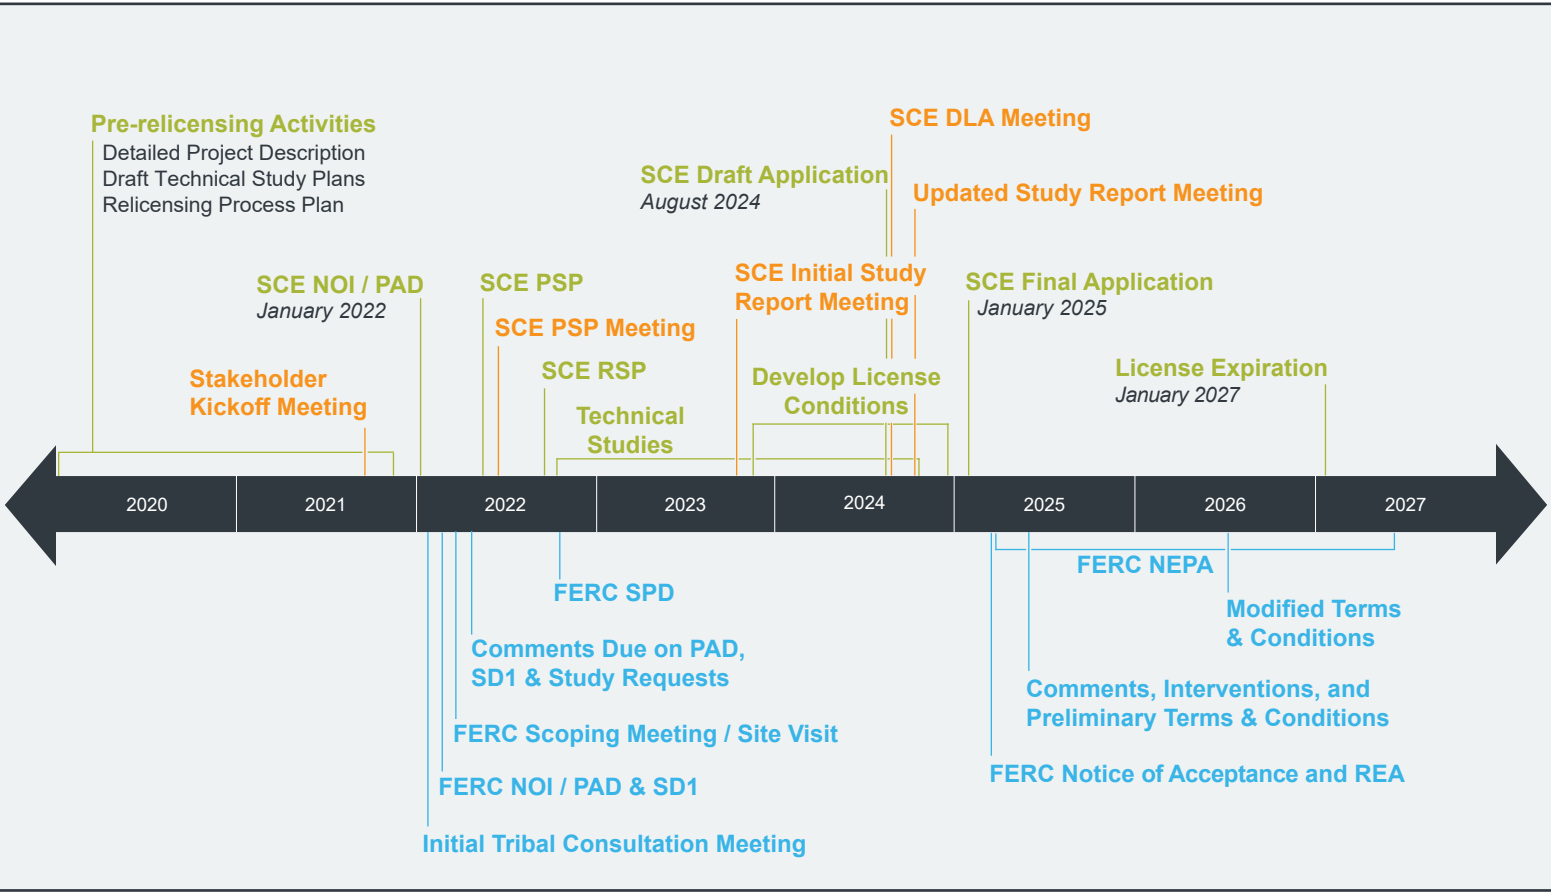 SCE DLA Meeting
Pre-relicensing Activities
Detailed Project Description
Draft Technical Study Plans
Relicensing Process Plan
SCE Draft Application
August 2024
Updated Study Report Meeting
SCE NOI / PAD
January 2022
SCE PSP
SCE Initial Study
Report Meeting
SCE Final Application
January 2025
SCE PSP Meeting
Stakeholder
Kickoff Meeting
SCE RSP
Develop License
Conditions
License Expiration
January 2027
Technical
Studies
2020
2021
2022
2023
2024
2025
2026
2027
FERC SPD
FERC NEPA
Modified Terms
& Conditions
Comments Due on PAD,
SD1 & Study Requests
Comments, Interventions, and
Preliminary Terms & Conditions
FERC Scoping Meeting / Site Visit
FERC Notice of Acceptance and REA
FERC NOI / PAD & SD1
Initial Tribal Consultation Meeting